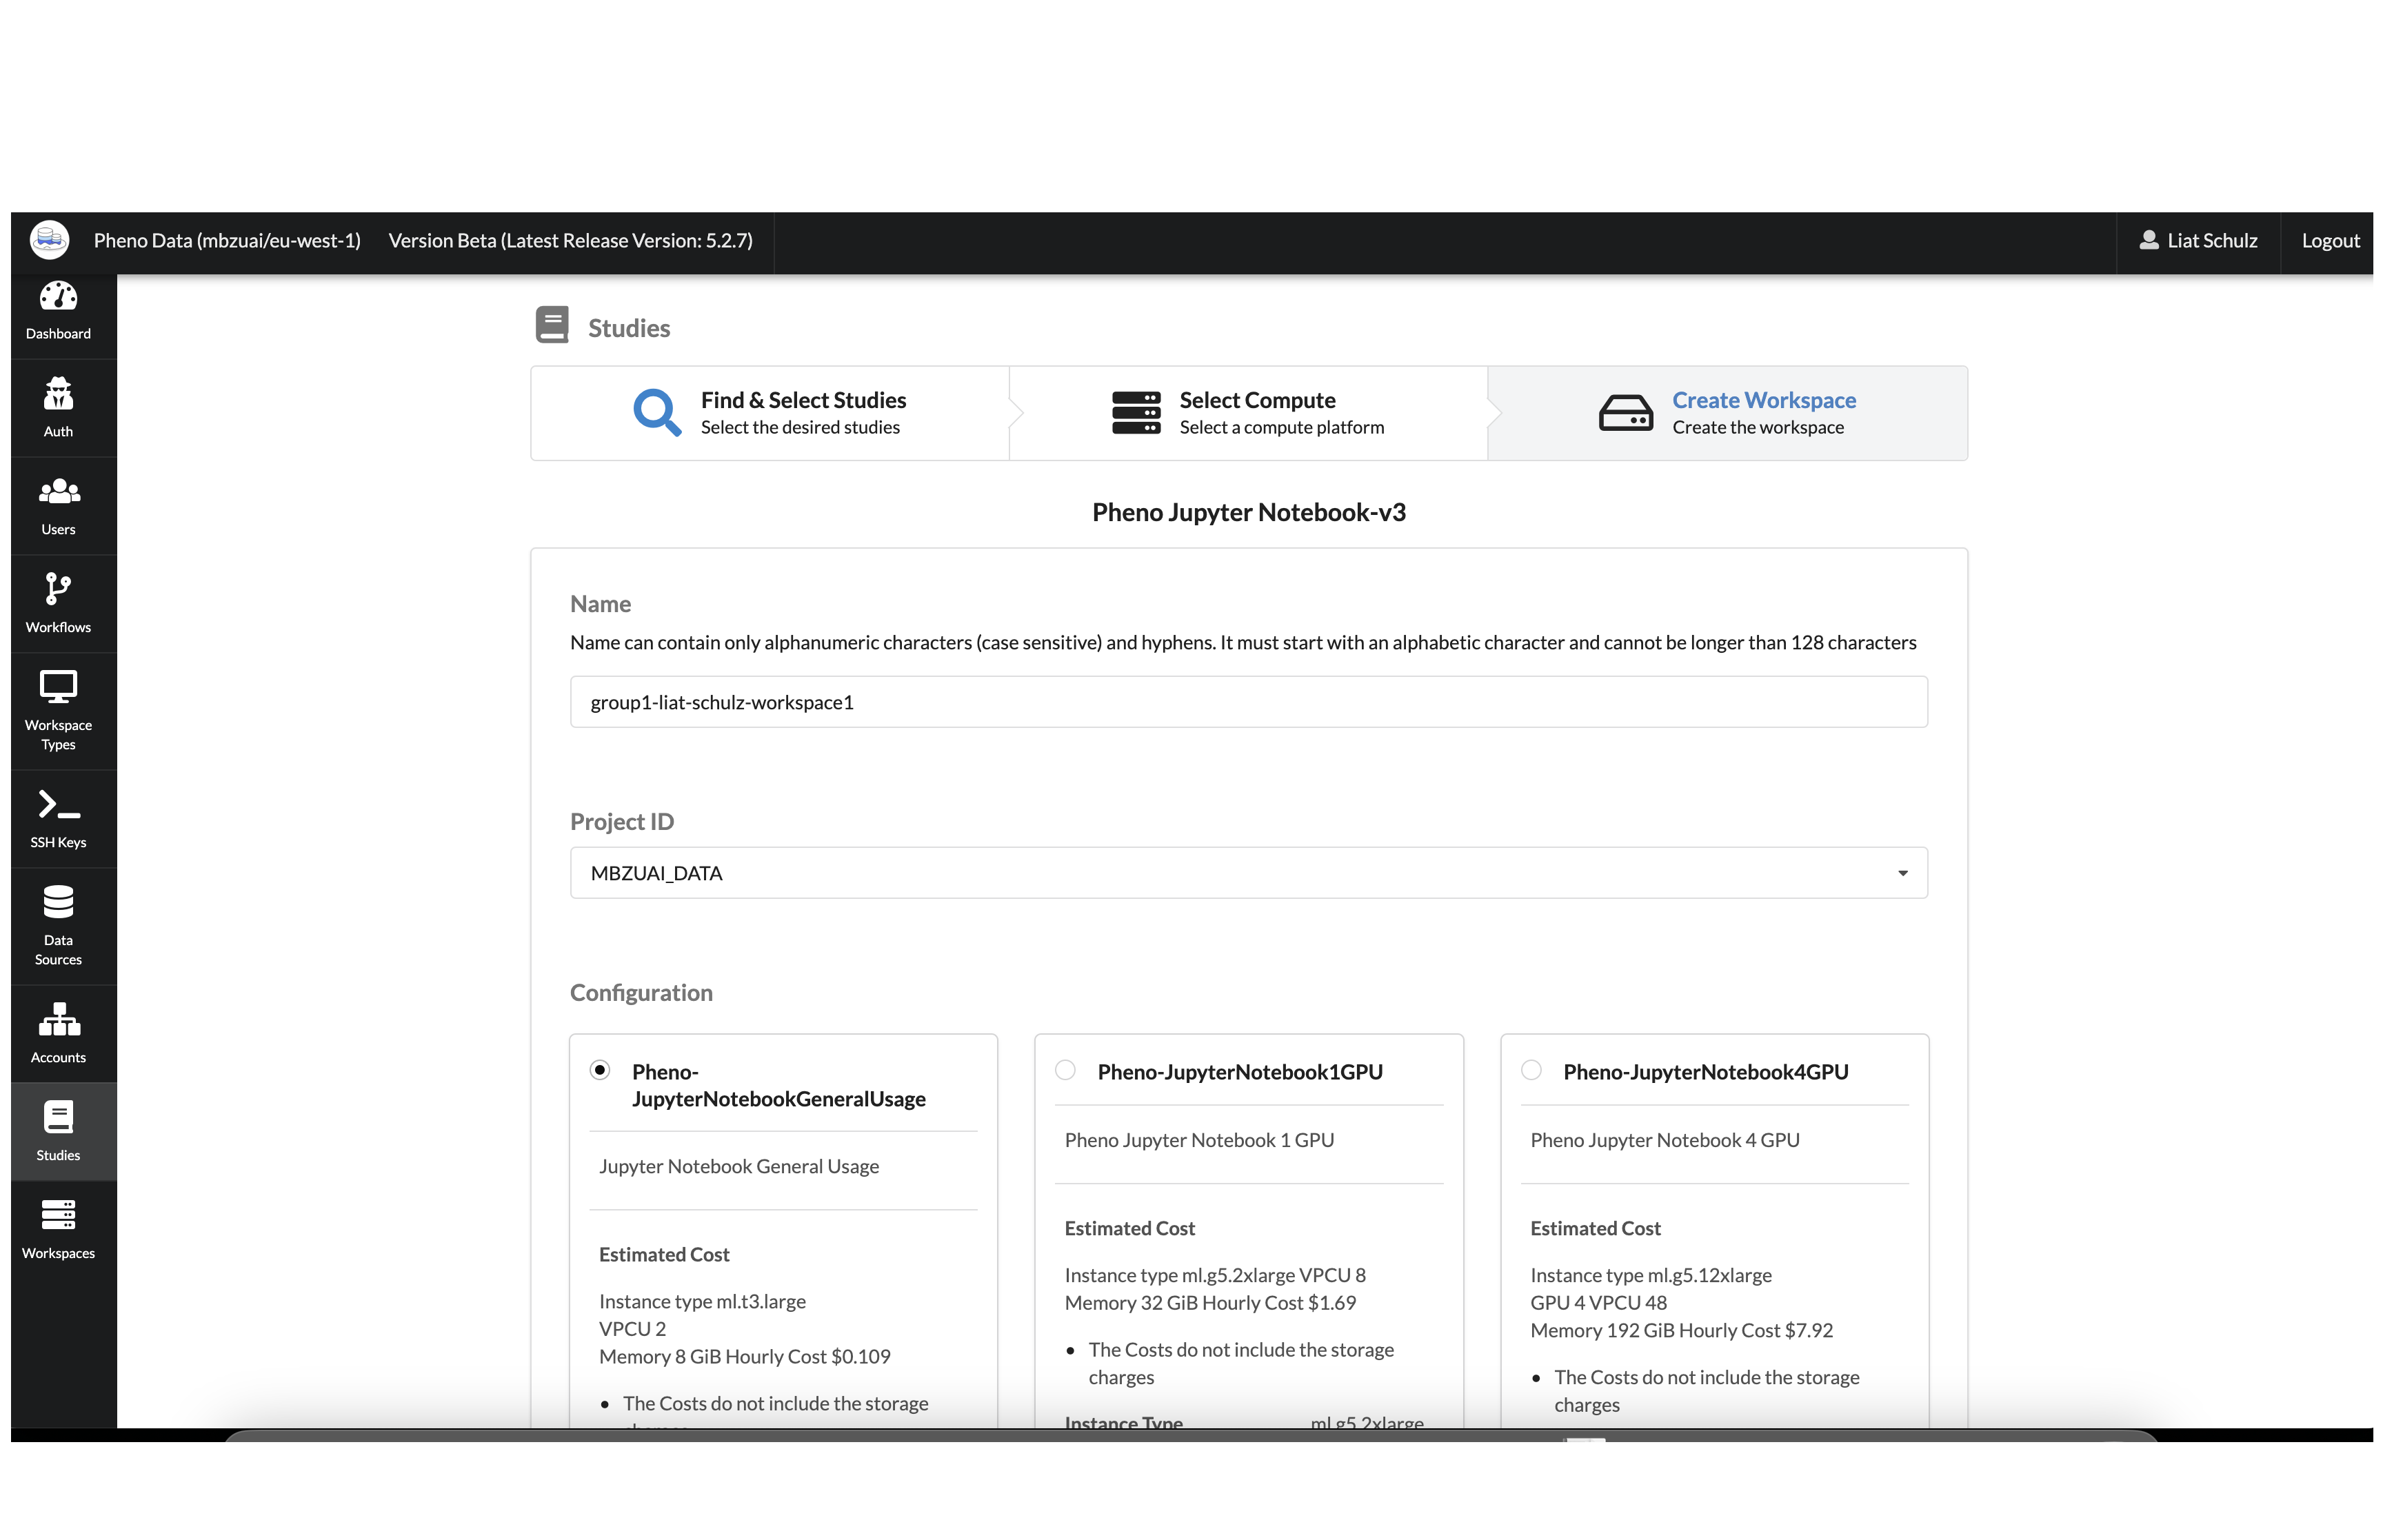 Pheno Data (mbzuai/eu-west-1) Version Beta (Latest Release Version: 5.2.7) Liat Schulz Logout
Dashboard
Auth
Users
Workflows
Workspace
Types
SSH Keys
Data
Sources
Accounts
Studies
Workspaces
Studies
Find & Select Studies
Select the desired studies
Select Compute
Select a compute platform
Create Workspace
Create the workspace
Pheno Jupyter Notebook-v3
Name
Name can contain only alphanumeric characters (case sensitive) and hyphens. It must start with an alphabetic character and cannot be longer than 128 characters
group1-liat-schulz-workspace1
Project ID
MBZUAI_DATA
Configuration
Pheno-
JupyterNotebookGeneralUsage
Jupyter Notebook General Usage
Estimated Cost
Instance type ml.t3.large
VPCU 2
Memory 8 GiB Hourly Cost $0.109
• The Costs do not include the storage
Pheno-JupyterNotebook1GPU
Pheno Jupyter Notebook 1 GPU
Estimated Cost
Instance type ml.g5.2xlarge VPCU 8
Memory 32 GiB Hourly Cost $1.69
• The Costs do not include the storage
charges
Instance Type ml.g5.2xlarge
Pheno-JupyterNotebook4GPU
Pheno Jupyter Notebook 4 GPU
Estimated Cost
Instance type ml.g5.12xlarge
GPU 4 VPCU 48
Memory 192 GiB Hourly Cost $7.92
• The Costs do not include the storage
charges